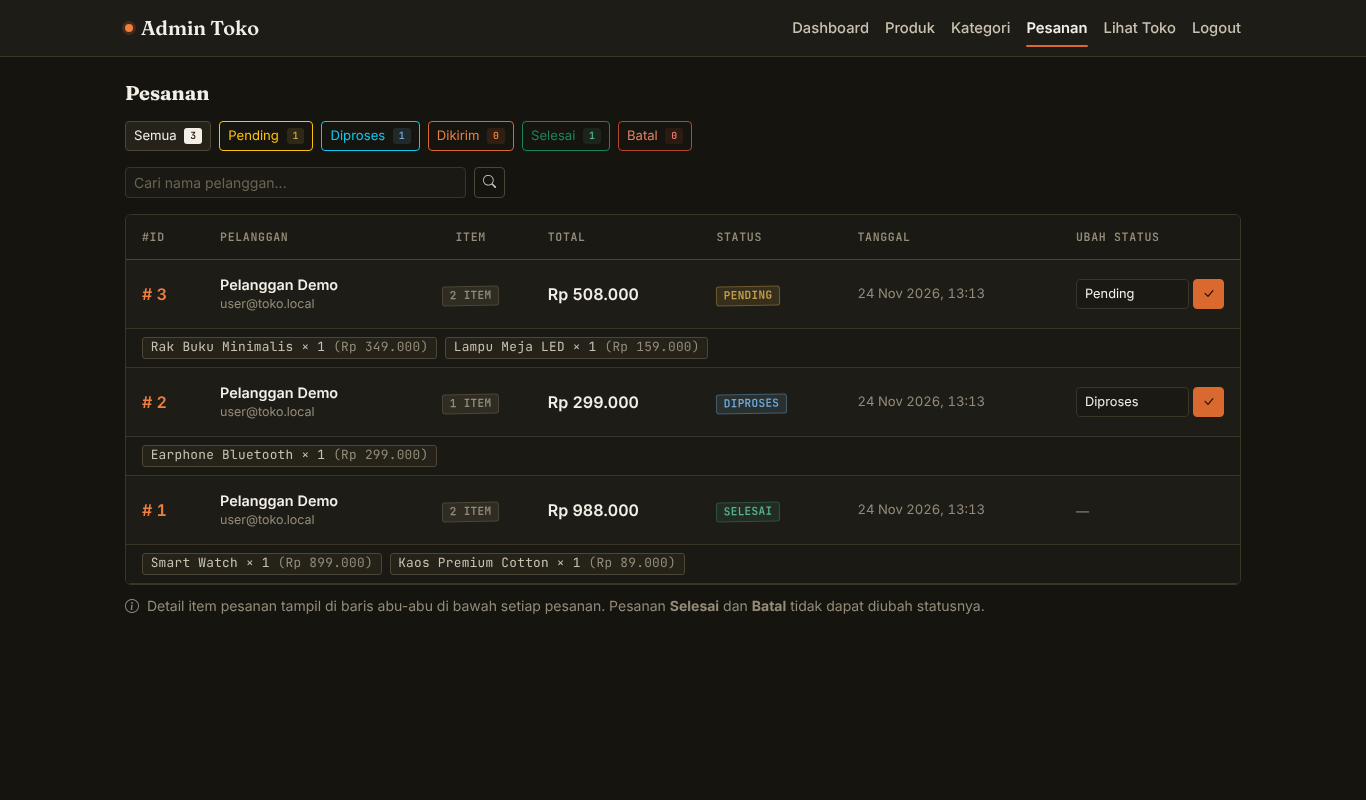 Admin Toko Dashboard Produk Kategori Pesanan Lihat Toko Logout
Pesanan
Semua 3 Pending 1 Diproses 1 Dikirim 0 Selesai 1 Batal 0
Cari nama pelanggan...
#ID PELANGGAN ITEM TOTAL STATUS TANGGAL UBAH STATUS
# 3 Pelanggan Demo 2 ITEM Rp 508.000 PENDING 24 Nov 2026, 13:13 Pending
user@toko.local
Rak Buku Minimalis × 1 (Rp 349.000) Lampu Meja LED × 1 (Rp 159.000)
# 2 Pelanggan Demo 1 ITEM Rp 299.000 DIPROSES 24 Nov 2026, 13:13 Diproses
user@toko.local
Earphone Bluetooth × 1 (Rp 299.000)
# 1 Pelanggan Demo 2 ITEM Rp 988.000 SELESAI 24 Nov 2026, 13:13 —
user@toko.local
Smart Watch × 1 (Rp 899.000) Kaos Premium Cotton × 1 (Rp 89.000)
Detail item pesanan tampil di baris abu-abu di bawah setiap pesanan. Pesanan Selesai dan Batal tidak dapat diubah statusnya.